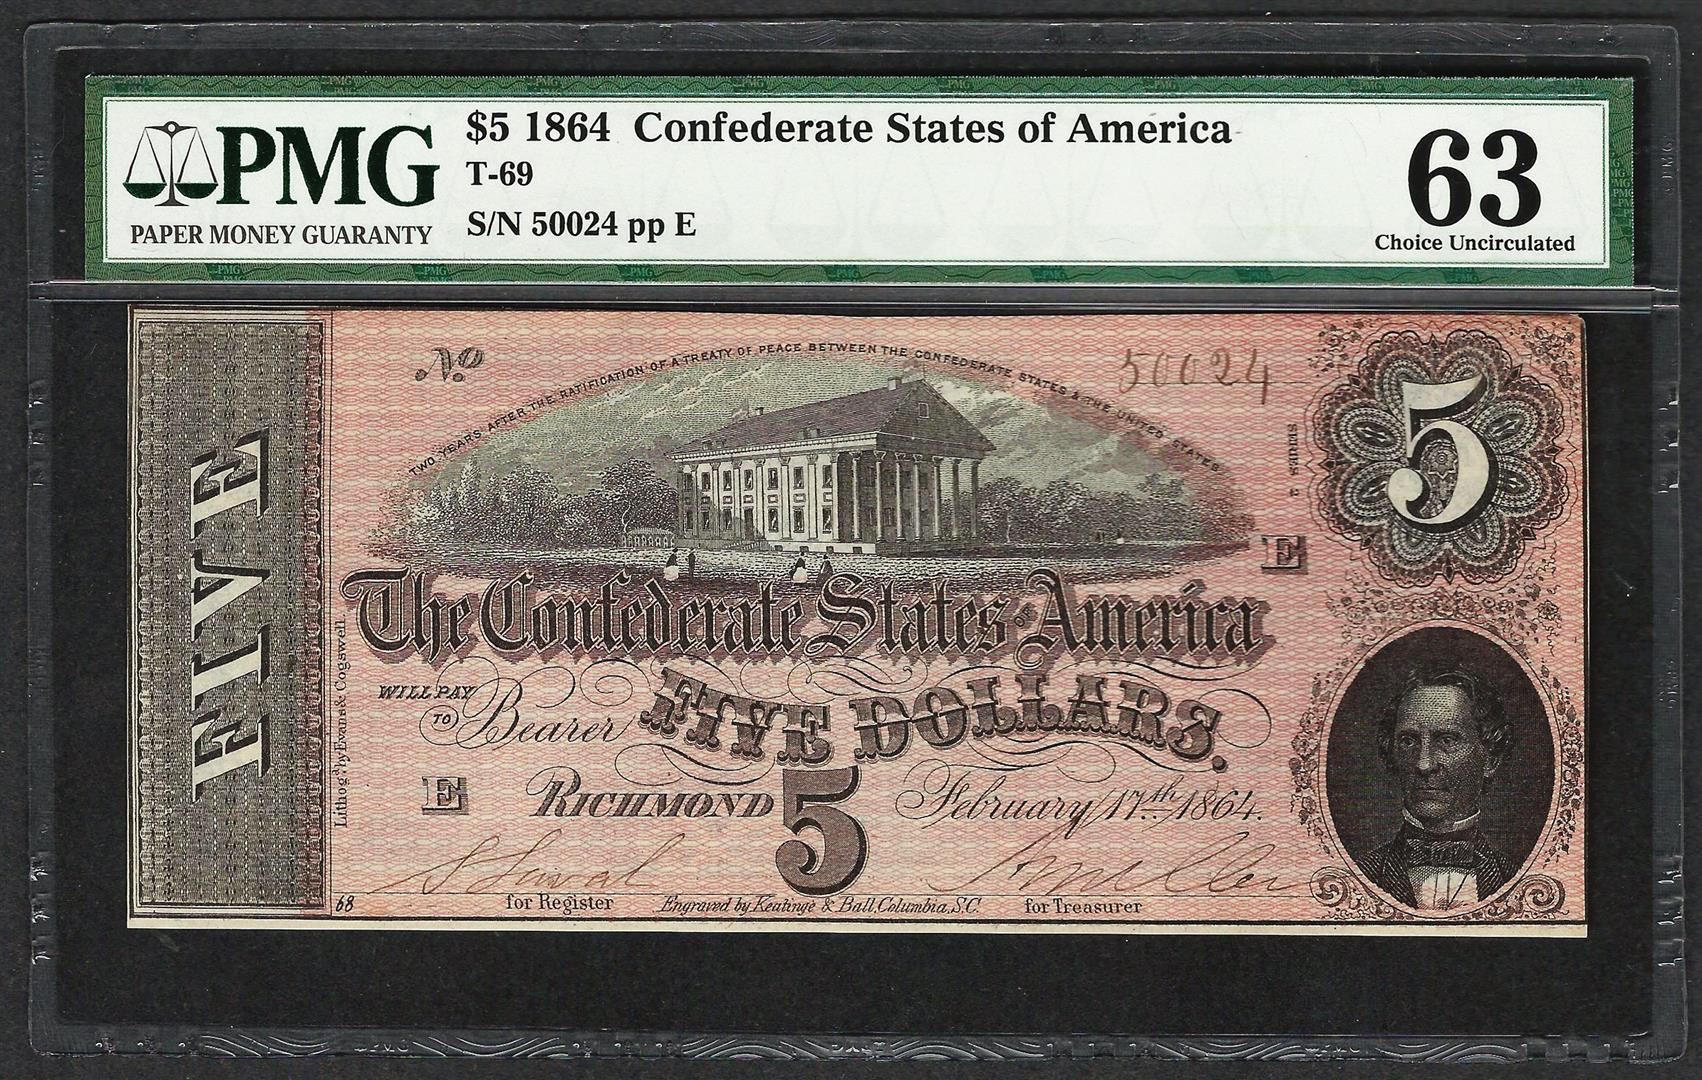 PMG
PAPER MONEY GUARANTY
$5 1864 Confederate States of America
T-69
S/N 50024 pp E
63
Choice Uncirculated
No
50024
TWO YEARS AFTER THE RATIFICATION OF A TREATY OF PEACE BETWEEN THE CONFEDERATE STATES & THE UNITED STATES
SERIES 2
5
FIVE
E
The Confederate States of America
WILL PAY
TO
Bearer
FIVE DOLLARS.
Lithog'd by Evans & Cogswell
E
RICHMOND
5
February 17th 1864.
68
for Register
Engraved by Keatinge & Ball, Columbia, S.C.
for Treasurer